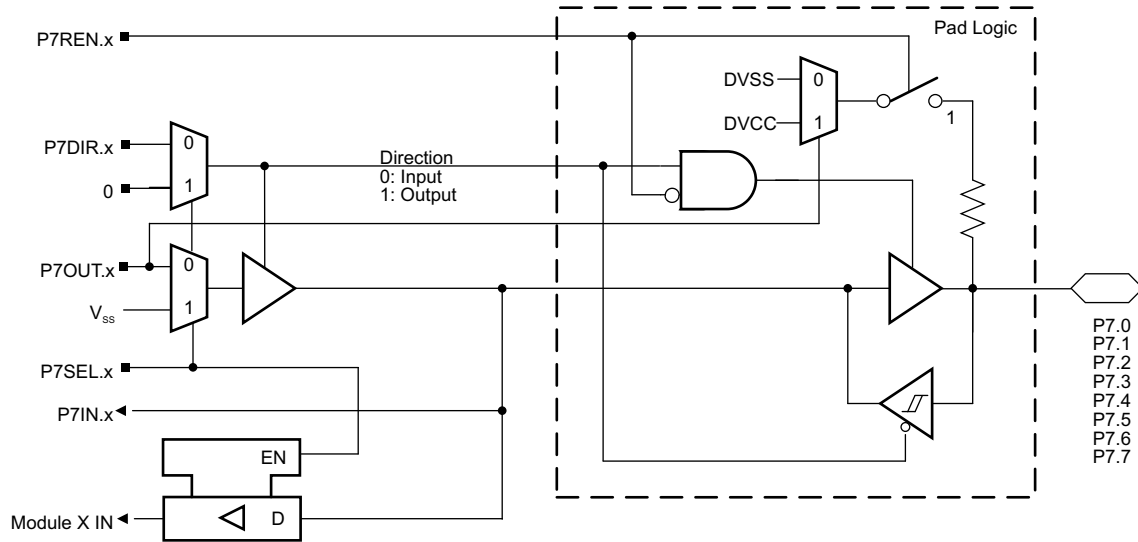 Pad Logic
P7REN.x
DVSS
0
DVCC
1
1
P7DIR.x
0
0
1
Direction
0: Input
1: Output
P7OUT.x
0
VSS
1
P7SEL.x
P7IN.x
EN
D
Module X IN
P7.0
P7.1
P7.2
P7.3
P7.4
P7.5
P7.6
P7.7